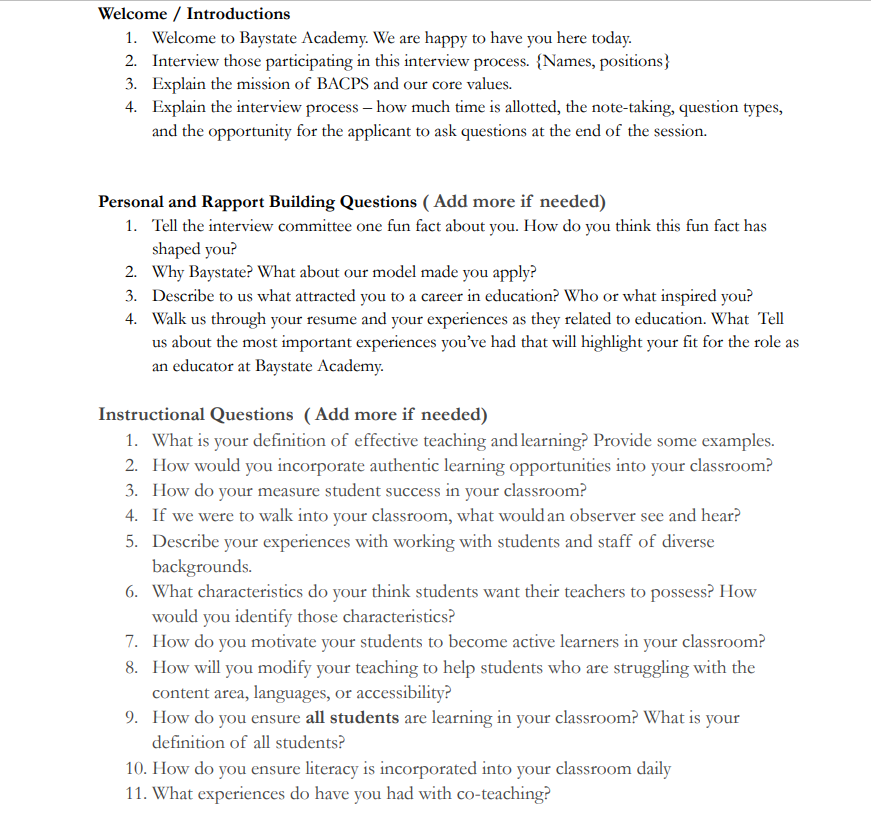 Welcome / Introductions
1. Welcome to Baystate Academy. We are happy to have you here today.
2. Interview those participating in this interview process. {Names, positions}
3. Explain the mission of BACPS and our core values.
4. Explain the interview process – how much time is allotted, the note-taking, question types,
and the opportunity for the applicant to ask questions at the end of the session.
Personal and Rapport Building Questions ( Add more if needed)
1. Tell the interview committee one fun fact about you. How do you think this fun fact has
shaped you?
2. Why Baystate? What about our model made you apply?
3. Describe to us what attracted you to a career in education? Who or what inspired you?
4. Walk us through your resume and your experiences as they related to education. What Tell
us about the most important experiences you've had that will highlight your fit for the role as
an educator at Baystate Academy.
Instructional Questions ( Add more if needed)
1. What is your definition of effective teaching and learning? Provide some examples.
2. How would you incorporate authentic learning opportunities into your classroom?
3. How do your measure student success in your classroom?
4. If we were to walk into your classroom, what would an observer see and hear?
5. Describe your experiences with working with students and staff of diverse
backgrounds.
6. What characteristics do your think students want their teachers to possess? How
would you identify those characteristics?
7. How do you motivate your students to become active learners in your classroom?
8. How will you modify your teaching to help students who are struggling with the
content area, languages, or accessibility?
9. How do you ensure all students are learning in your classroom? What is your
definition of all students?
10. How do you ensure literacy is incorporated into your classroom daily
11. What experiences do have you had with co-teaching?